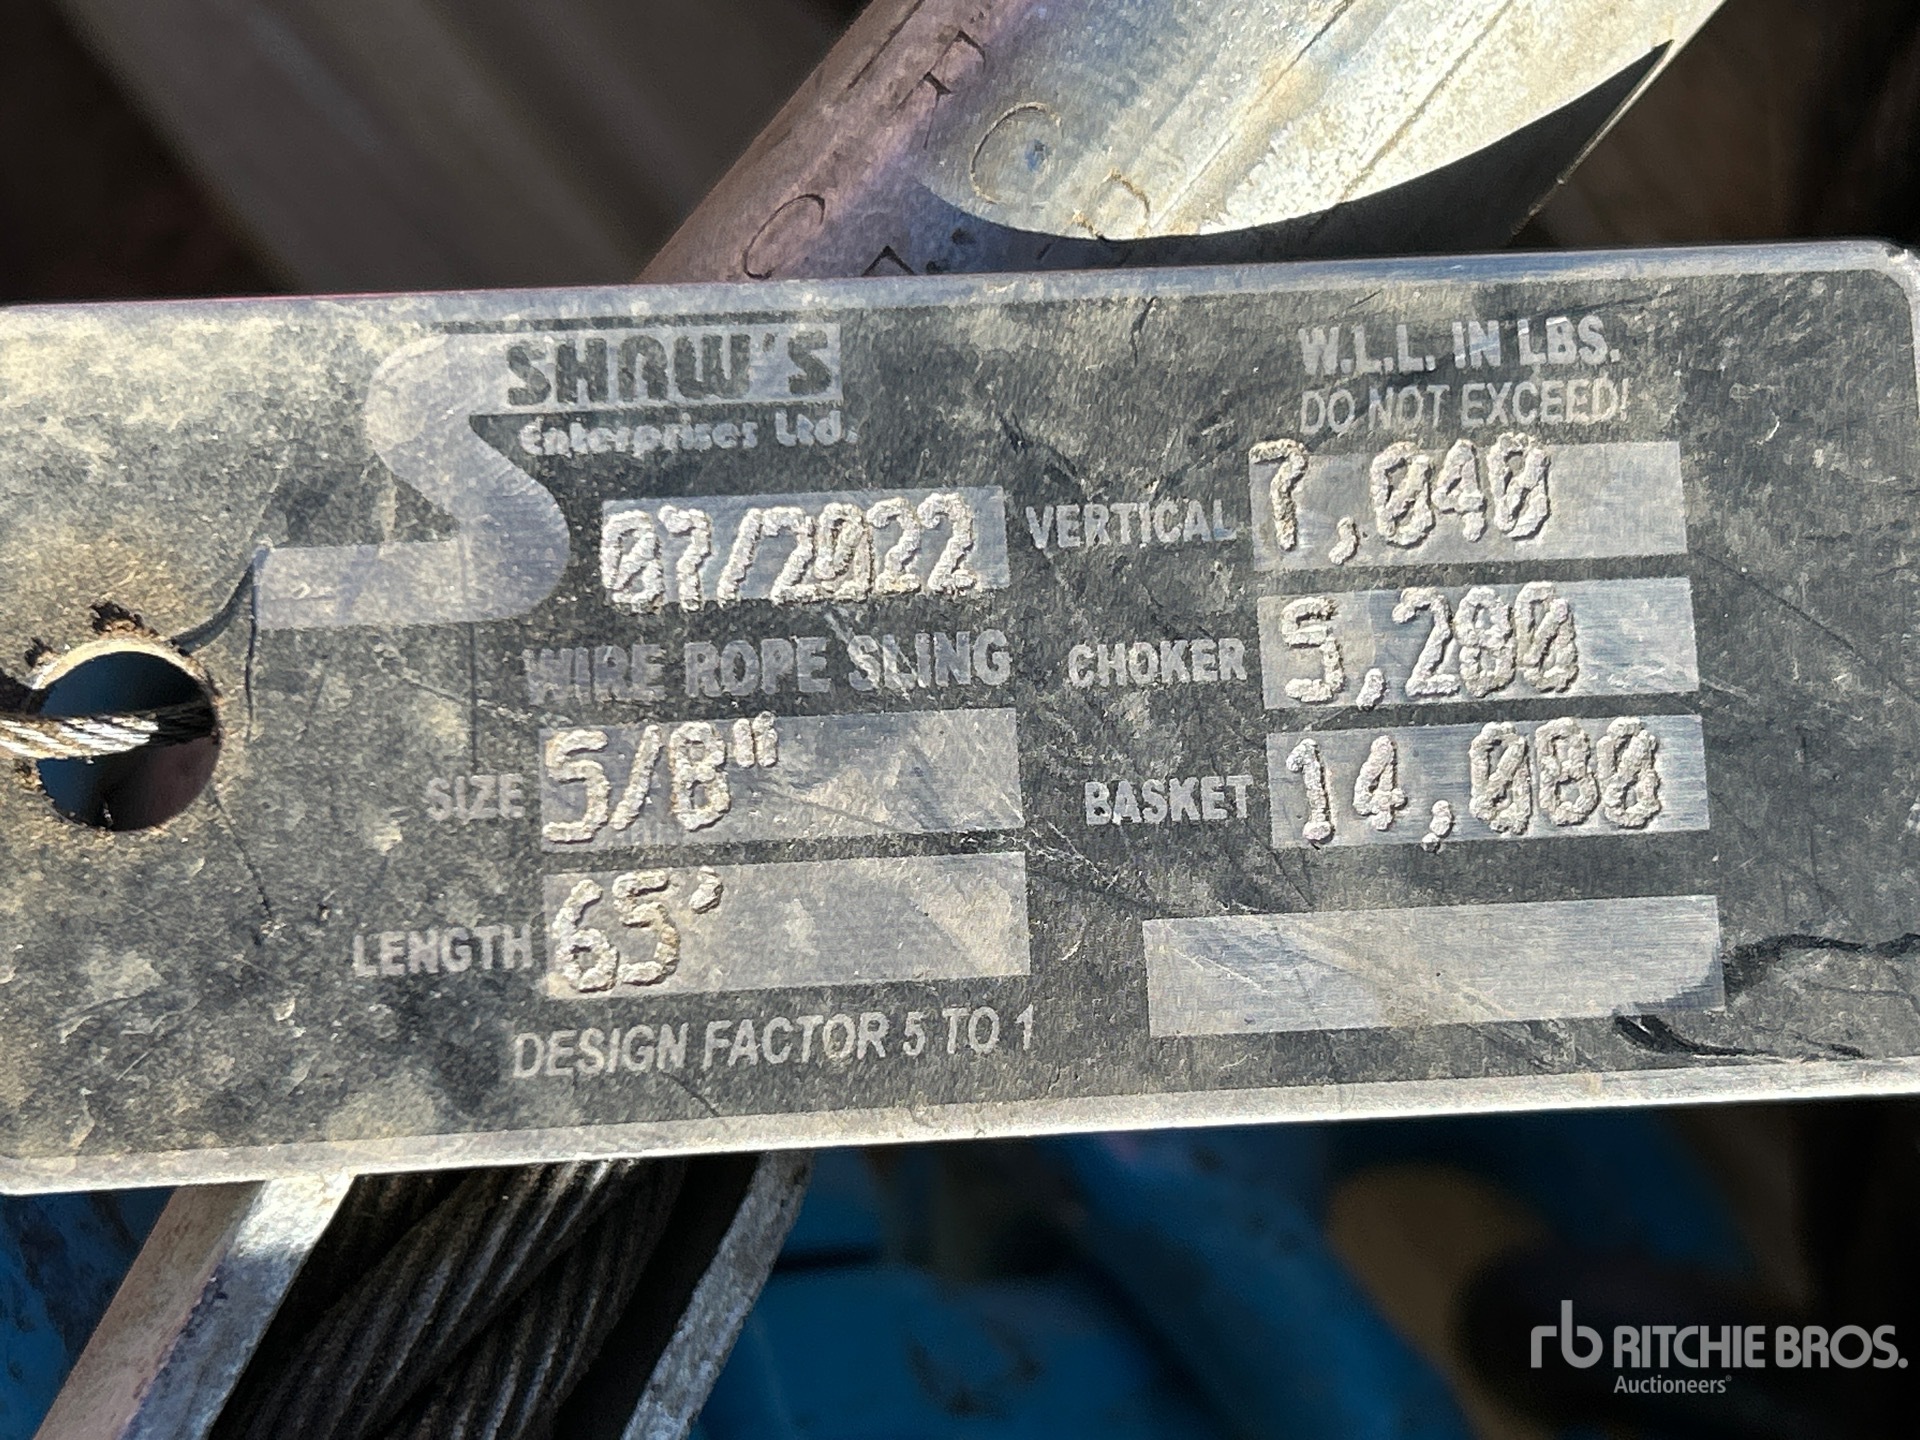 SHAW'S
Enterprises Ltd.
07/2022
WIRE ROPE SLING
SIZE 5/8"
LENGTH 65'
DESIGN FACTOR 5 TO 1
W.L.L. IN LBS.
DO NOT EXCEED!
VERTICAL 7,040
CHOKER 5,280
BASKET 14,080
rb RITCHIE BROS.
Auctioneers